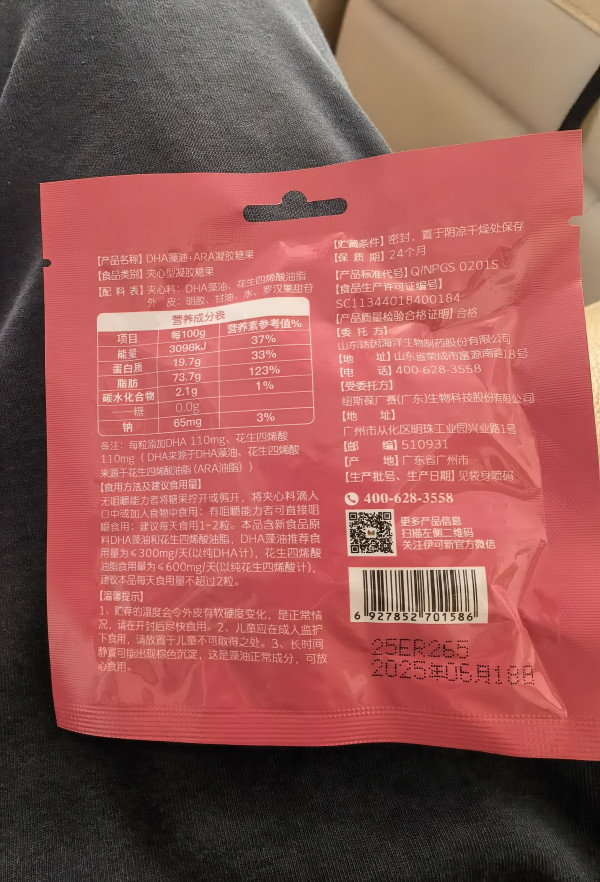 【产品名称】DHA藻油+ARA凝胶糖果
【食品类别】夹心型凝胶糖果
【配 料 表】夹心料：DHA藻油、花生四烯酸油脂
外 皮：明胶、甘油、水、罗汉果甜苷
营养成分表
项目 每100g 营养素参考值%
能量 3098kJ 37%
蛋白质 19.7g 33%
脂肪 73.7g 123%
碳水化合物 2.1g 1%
—糖 0.0g
钠 65mg 3%
备注：每粒添加DHA 110mg、花生四烯酸
110mg（DHA来源于DHA藻油、花生四烯酸
来源于花生四烯酸油脂(ARA油脂)）
【食用方法及建议食用量】
无咀嚼能力者将糖果拧开或剪开，将夹心料滴入
口中或加入食物中食用；有咀嚼能力者可直接咀
嚼食用；建议每天食用1-2粒。本品含新食品原
料DHA藻油和花生四烯酸油脂，DHA藻油推荐食
用量为≤300mg/天(以纯DHA计)，花生四烯酸
油脂食用量为≤600mg/天(以纯花生四烯酸计)，
建议本品每天食用量不超过2粒。
【温馨提示】
1、贮存的温度会令外皮有软硬度变化，是正常情
况，请在开封后尽快食用。2、儿童应在成人监护
下食用，请放置于儿童不可取得之处。3、长时间
静置可能出现棕色沉淀，这是藻油正常成分，可放
心食用。
【贮藏条件】密封，置于阴凉干燥处保存
【保 质 期】24个月
【产品标准代号】Q/NPGS 0201S
【食品生产许可证编号】
SC11344018400184
【产品质量检验合格证明】合格
【委 托 方】
山东达因海洋生物制药股份有限公司
【地 址】山东省荣成市富源南路18号
【电 话】400-628-3558
【受委托方】
纽斯葆广赛(广东)生物科技股份有限公司
【地 址】
广州市从化区明珠工业园兴业路1号
【邮 编】510931
【产 地】广东省广州市
【生产批号、生产日期】见袋身喷码
400-628-3558
更多产品信息
扫描左侧二维码
关注伊可新官方微信
6 927852 701586
25ER265
2025年05月18B